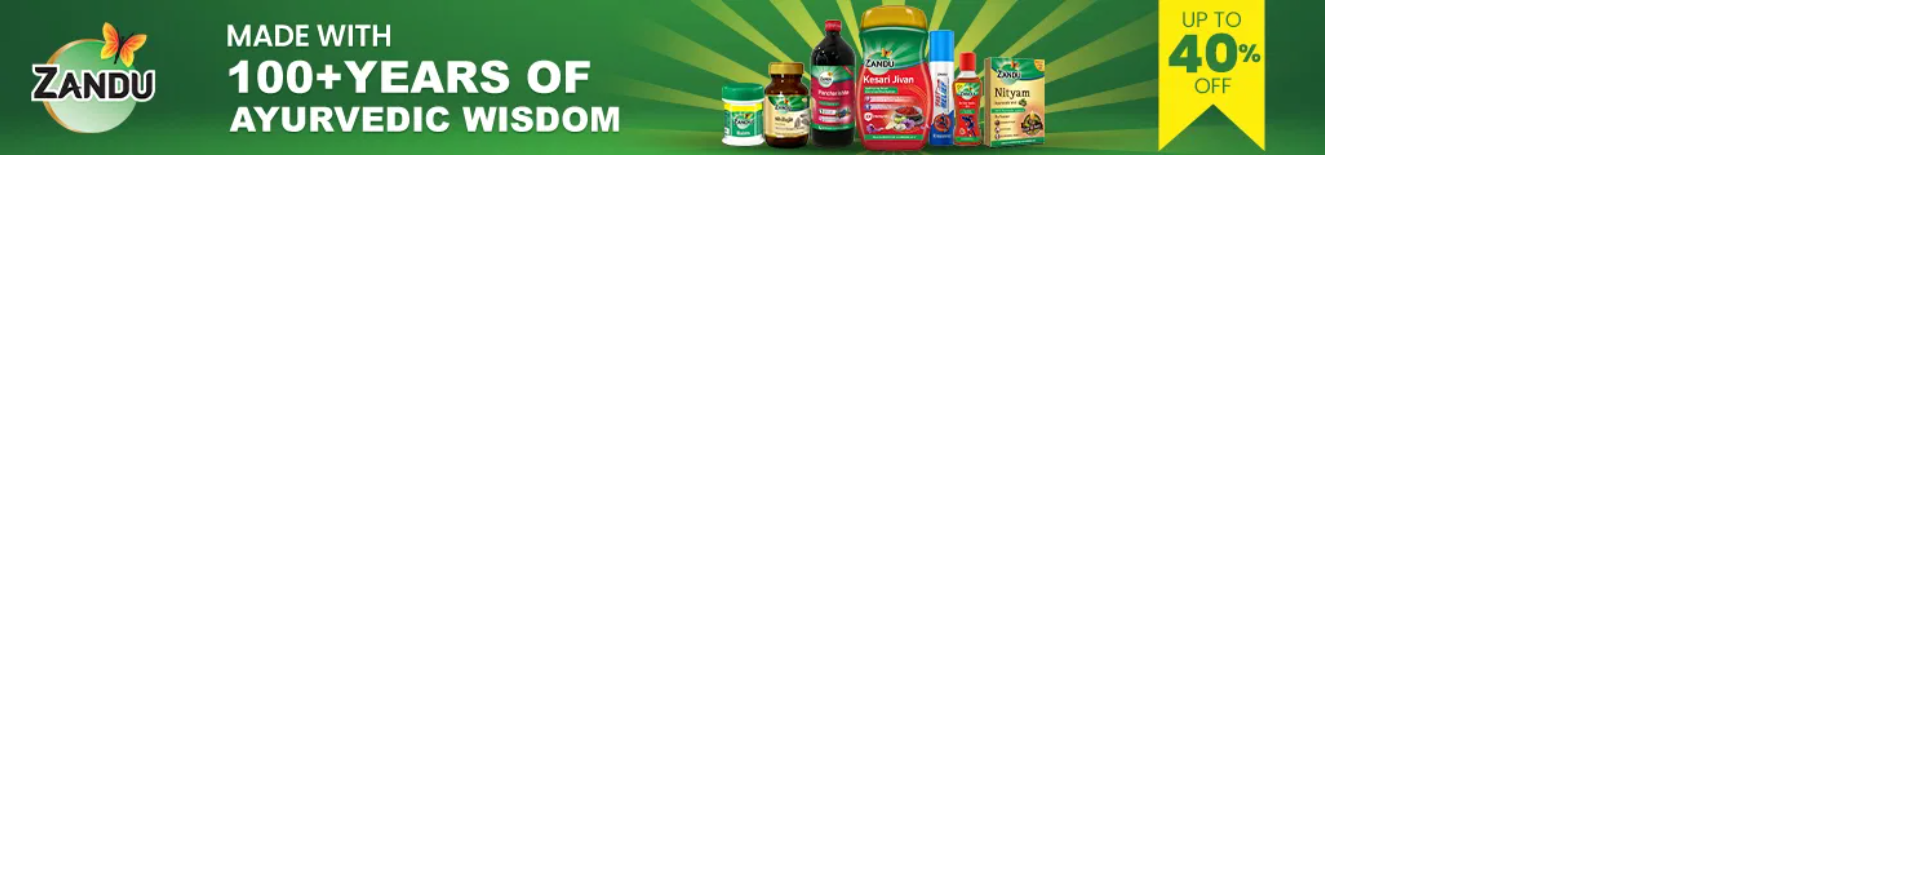 ZANDU
MADE WITH
100+YEARS OF
AYURVEDIC WISDOM
ZANDU
Kesari Jivan
ZANDU
Nityam
UP TO
40%
OFF